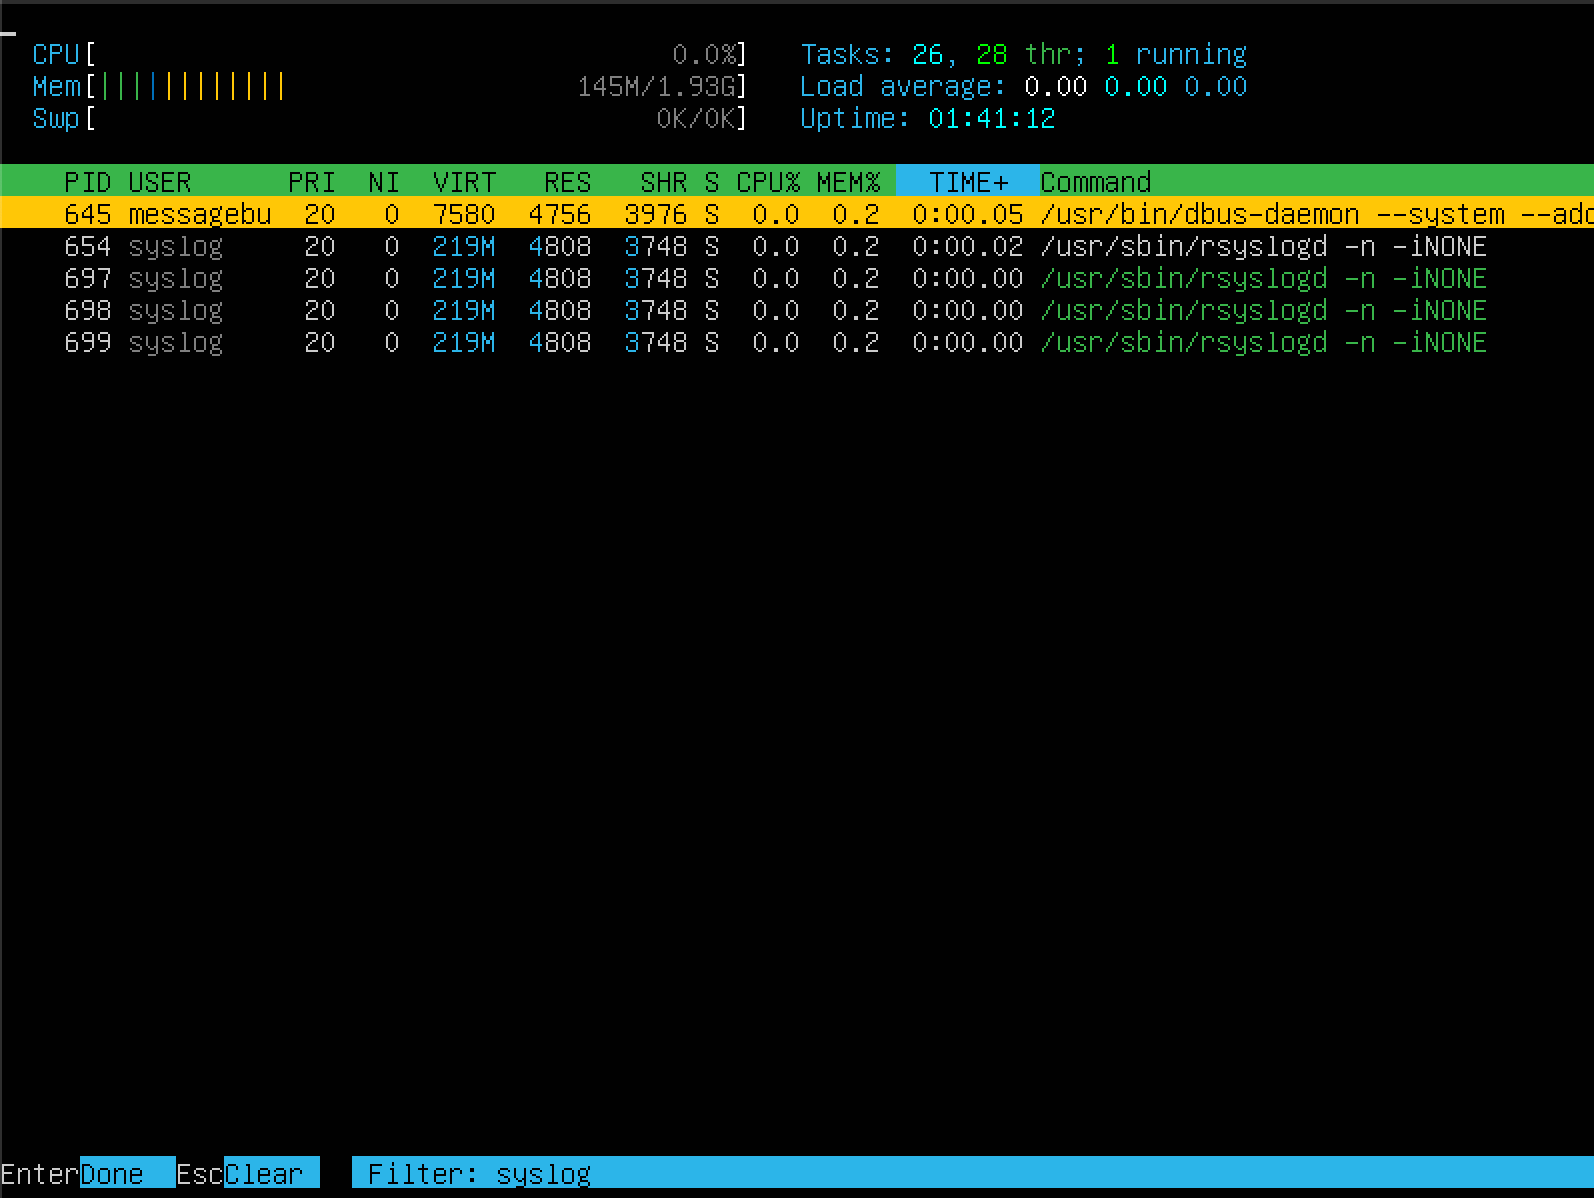 CPU[ 0.0%] Tasks: 26, 28 thr; 1 running
Mem[|||||||||||| 145M/1.93G] Load average: 0.00 0.00 0.00
Swp[ 0K/0K] Uptime: 01:41:12
PID USER PRI NI VIRT RES SHR S CPU% MEM% TIME+ Command
645 messagebu 20 0 7580 4756 3976 S 0.0 0.2 0:00.05 /usr/bin/dbus-daemon --system --add
654 syslog 20 0 219M 4808 3748 S 0.0 0.2 0:00.02 /usr/sbin/rsyslogd -n -iNONE
697 syslog 20 0 219M 4808 3748 S 0.0 0.2 0:00.00 /usr/sbin/rsyslogd -n -iNONE
698 syslog 20 0 219M 4808 3748 S 0.0 0.2 0:00.00 /usr/sbin/rsyslogd -n -iNONE
699 syslog 20 0 219M 4808 3748 S 0.0 0.2 0:00.00 /usr/sbin/rsyslogd -n -iNONE
EnterDone EscClear Filter: syslog